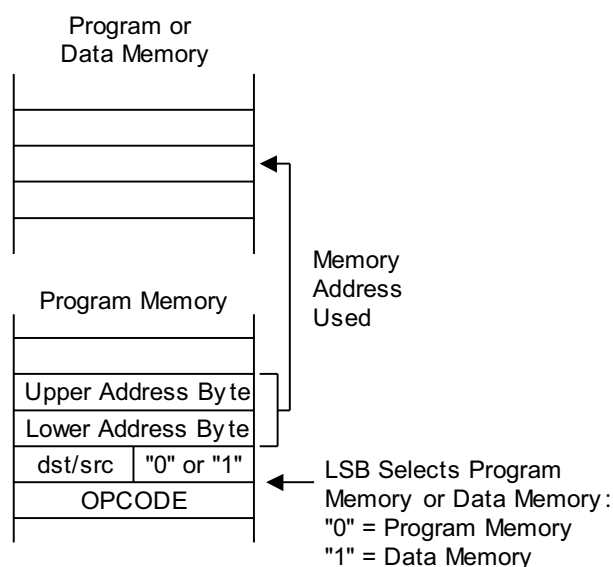 Program or
Data Memory
Memory
Address
Used
Program Memory
Upper Address Byte
Lower Address Byte
dst/src "0" or "1"
OPCODE
LSB Selects Program
Memory or Data Memory:
"0" = Program Memory
"1" = Data Memory